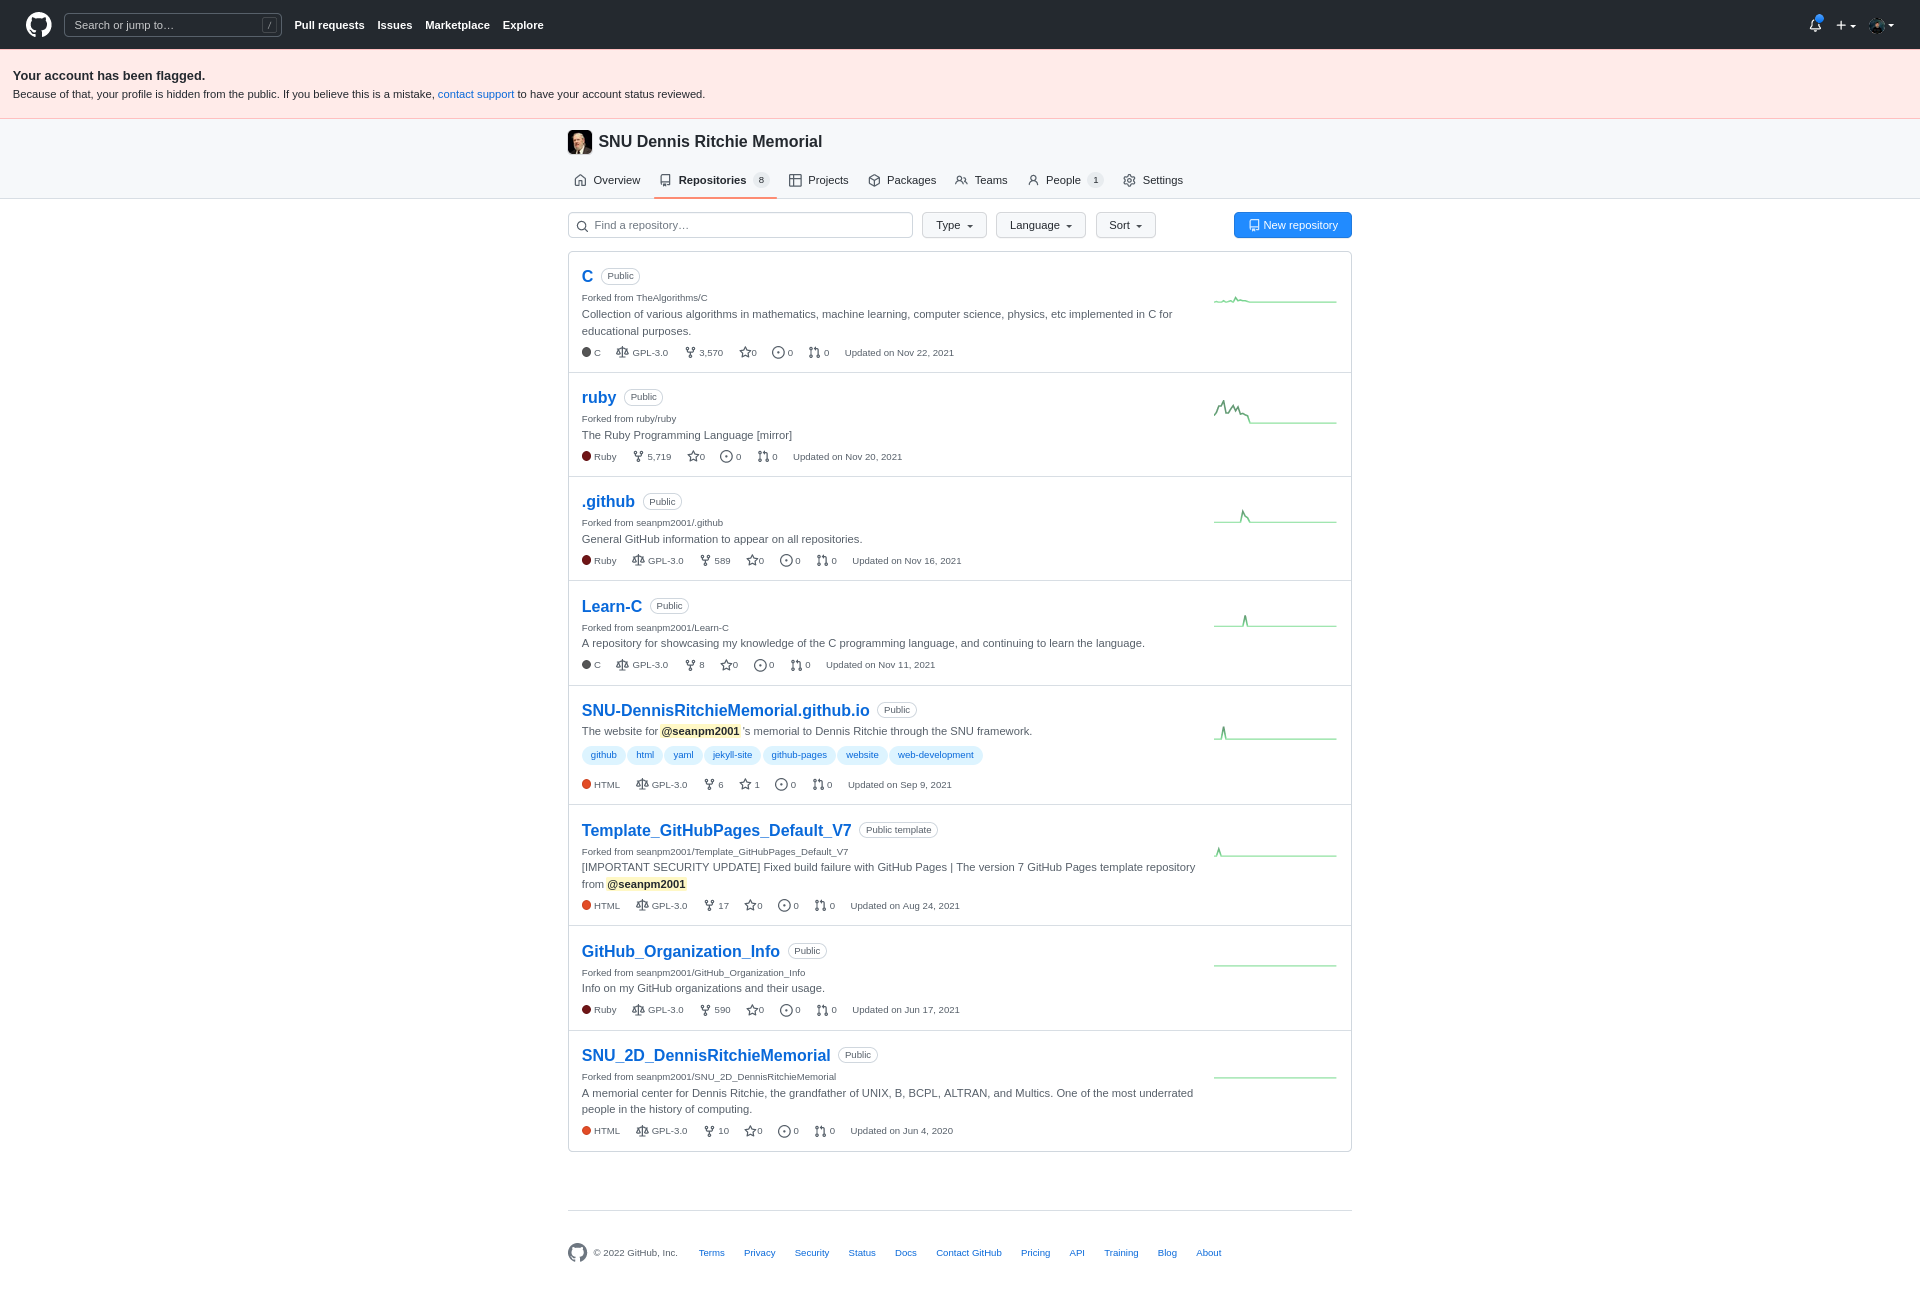 Search or jump to… / Pull requests Issues Marketplace Explore
Your account has been flagged.
Because of that, your profile is hidden from the public. If you believe this is a mistake, contact support to have your account status reviewed.
SNU Dennis Ritchie Memorial
Overview Repositories 8 Projects Packages Teams People 1 Settings
Find a repository… Type Language Sort New repository
C Public
Forked from TheAlgorithms/C
Collection of various algorithms in mathematics, machine learning, computer science, physics, etc implemented in C for
educational purposes.
C GPL-3.0 3,570 0 0 0 Updated on Nov 22, 2021
ruby Public
Forked from ruby/ruby
The Ruby Programming Language [mirror]
Ruby 5,719 0 0 0 Updated on Nov 20, 2021
.github Public
Forked from seanpm2001/.github
General GitHub information to appear on all repositories.
Ruby GPL-3.0 589 0 0 0 Updated on Nov 16, 2021
Learn-C Public
Forked from seanpm2001/Learn-C
A repository for showcasing my knowledge of the C programming language, and continuing to learn the language.
C GPL-3.0 8 0 0 0 Updated on Nov 11, 2021
SNU-DennisRitchieMemorial.github.io Public
The website for @seanpm2001 's memorial to Dennis Ritchie through the SNU framework.
github html yaml jekyll-site github-pages website web-development
HTML GPL-3.0 6 1 0 0 Updated on Sep 9, 2021
Template_GitHubPages_Default_V7 Public template
Forked from seanpm2001/Template_GitHubPages_Default_V7
[IMPORTANT SECURITY UPDATE] Fixed build failure with GitHub Pages | The version 7 GitHub Pages template repository
from @seanpm2001
HTML GPL-3.0 17 0 0 0 Updated on Aug 24, 2021
GitHub_Organization_Info Public
Forked from seanpm2001/GitHub_Organization_Info
Info on my GitHub organizations and their usage.
Ruby GPL-3.0 590 0 0 0 Updated on Jun 17, 2021
SNU_2D_DennisRitchieMemorial Public
Forked from seanpm2001/SNU_2D_DennisRitchieMemorial
A memorial center for Dennis Ritchie, the grandfather of UNIX, B, BCPL, ALTRAN, and Multics. One of the most underrated
people in the history of computing.
HTML GPL-3.0 10 0 0 0 Updated on Jun 4, 2020
© 2022 GitHub, Inc. Terms Privacy Security Status Docs Contact GitHub Pricing API Training Blog About